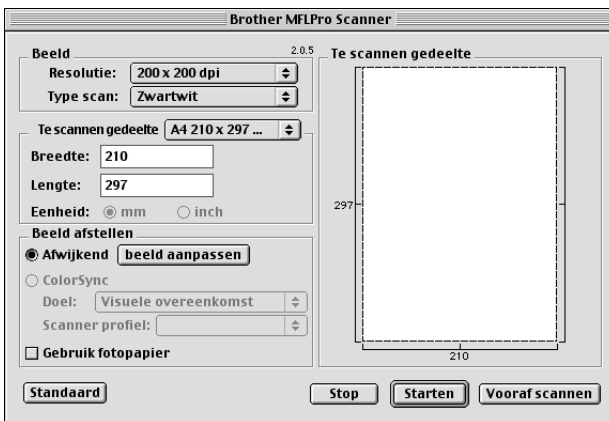 Brother MFLPro Scanner
Beeld
2.0.5
Resolutie: 200 x 200 dpi
Type scan: Zwartwit
Te scannen gedeelte A4 210 x 297 ...
Breedte: 210
Lengte: 297
Eenheid: mm inch
Beeld afstellen
Afwijkend beeld aanpassen
ColorSync
Doel: Visuele overeenkomst
Scanner profiel:
Gebruik fotopapier
Te scannen gedeelte
297
210
Standaard Stop Starten Vooraf scannen